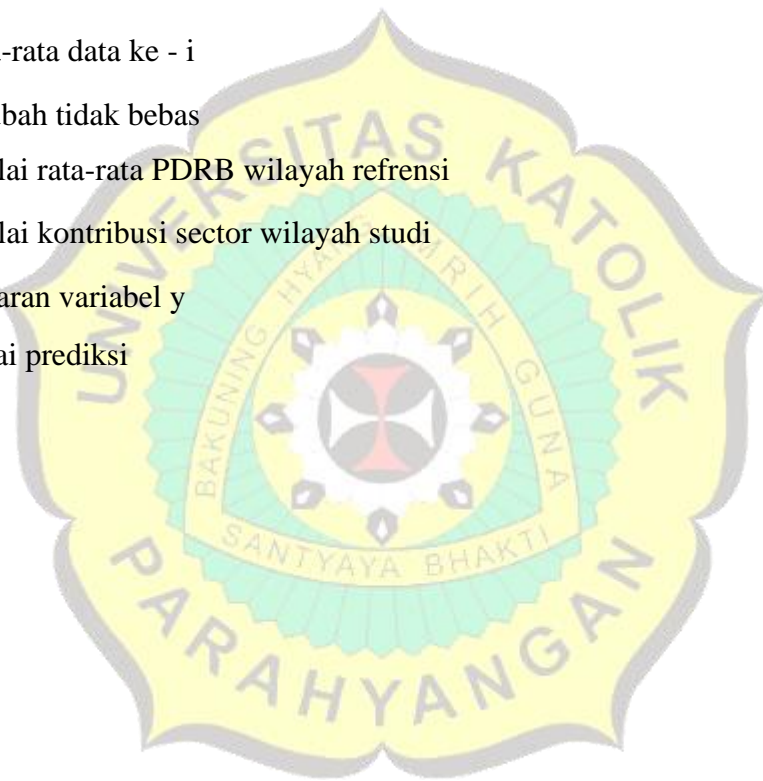 -rata data ke - i
bah tidak bebas
lai rata-rata PDRB wilayah refrensi
lai kontribusi sector wilayah studi
aran variabel y
ai prediksi
UNIVERSITAS KATOLIK
PARAHYANGAN
BAKUNING HYANG MRIH GUNA
SANTYAYA BHAKTI